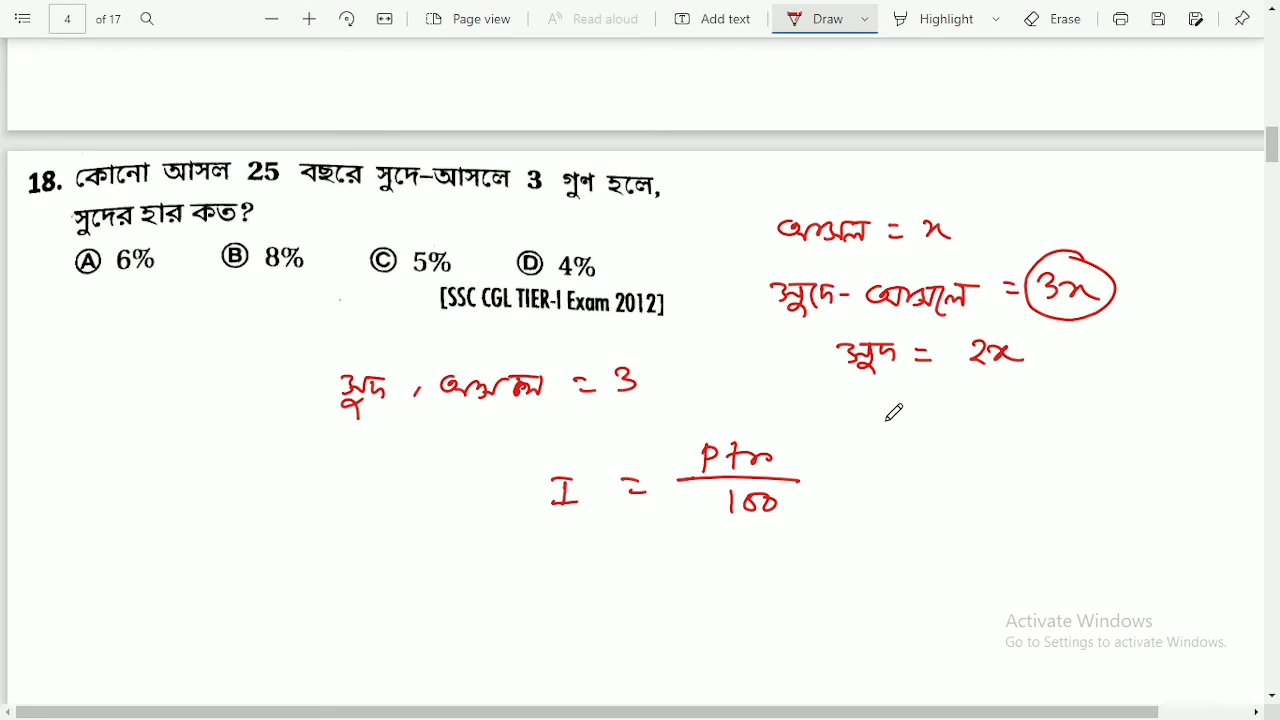 4 of 17 Page view Read aloud Add text Draw Highlight Erase
18. কোনো আসল 25 বছরে সুদে-আসলে 3 গুণ হলে,
সুদের হার কত?
Ⓐ 6% Ⓑ 8% Ⓒ 5% Ⓓ 4%
[SSC CGL TIER-I Exam 2012]
আসল = x
সুদে-আসলে = 3x
সুদ = 2x
সুদ, আসল = 3
I = Ptr
100
Activate Windows
Go to Settings to activate Windows.